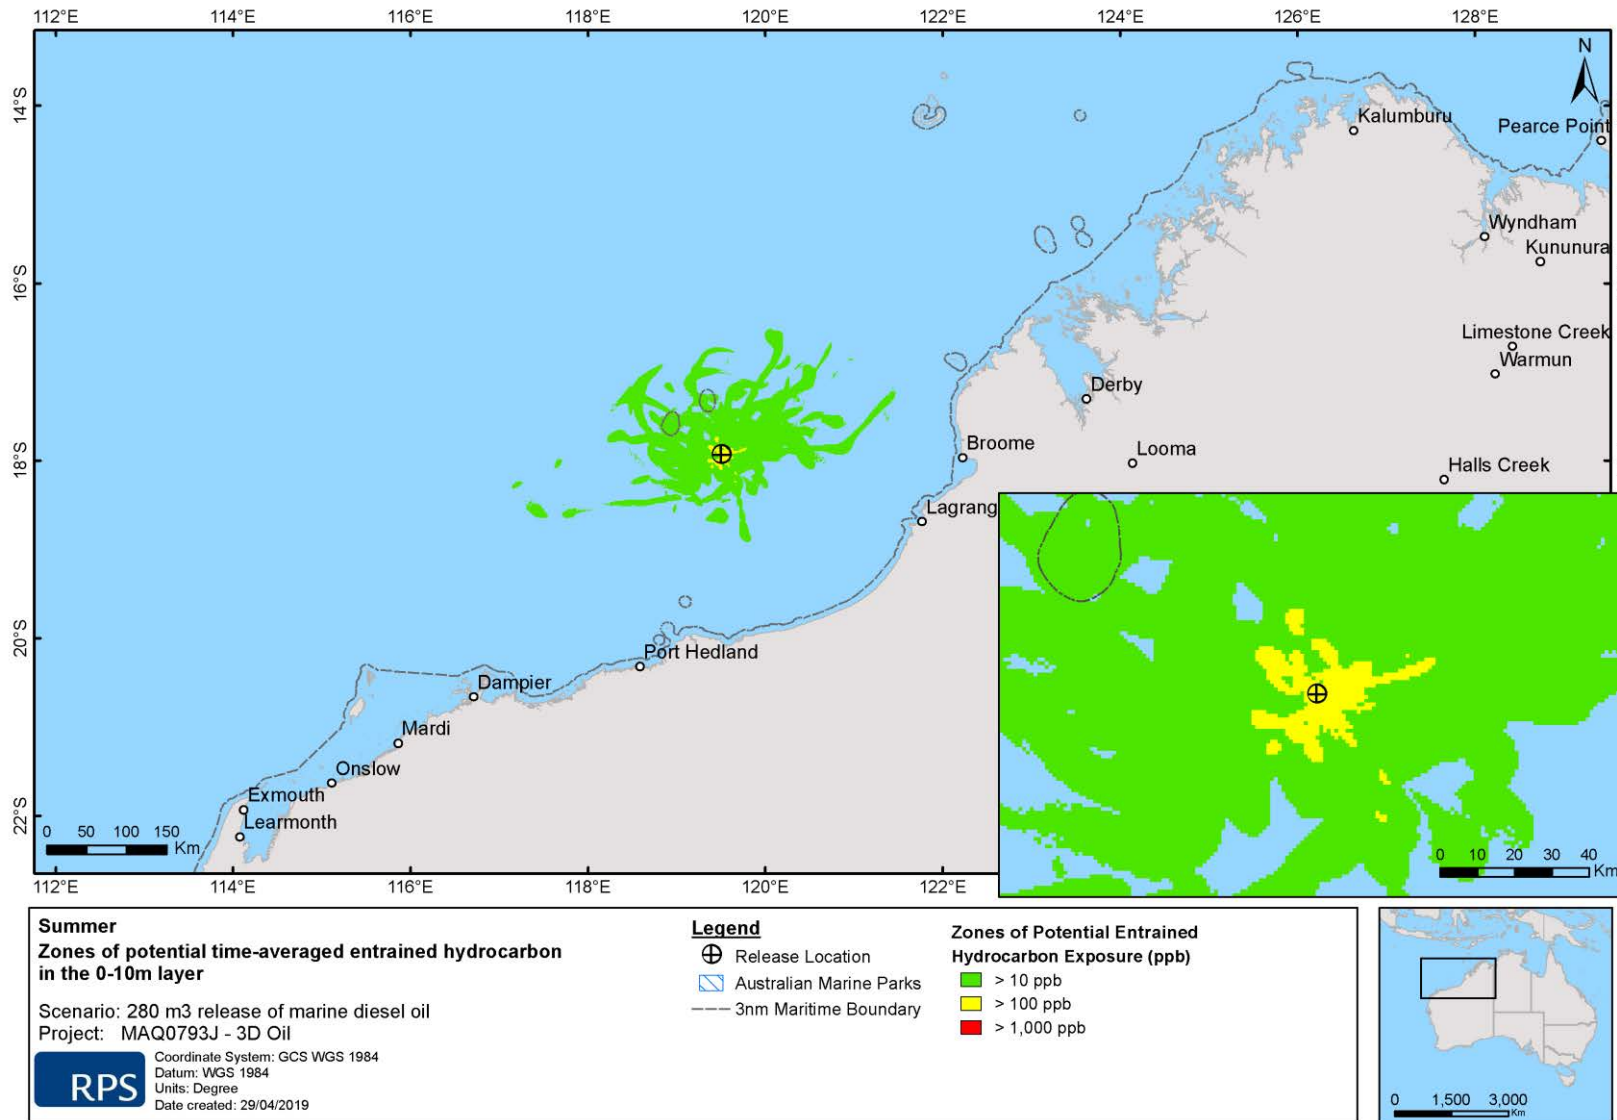 112°E 114°E 116°E 118°E 120°E 122°E 124°E 126°E 128°E
N
14°S
Kalumburu
Pearce Point
Wyndham
Kununura
16°S
Limestone Creek
Warmun
Derby
Broome
Looma
18°S
18°S
Halls Creek
Lagrang
20°S
Port Hedland
Dampier
Mardi
Onslow
Exmouth
22°S
Learmonth
0 50 100 150
Km
0 10 20 30 40
Km
112°E 114°E 116°E 118°E 120°E 122°E
Summer
Zones of potential time-averaged entrained hydrocarbon
in the 0-10m layer
Scenario: 280 m3 release of marine diesel oil
Project: MAQ0793J - 3D Oil
RPS
Coordinate System: GCS WGS 1984
Datum: WGS 1984
Units: Degree
Date created: 29/04/2019
Legend
Release Location
Australian Marine Parks
3nm Maritime Boundary
Zones of Potential Entrained
Hydrocarbon Exposure (ppb)
> 10 ppb
> 100 ppb
> 1,000 ppb
0 1,500 3,000
Km